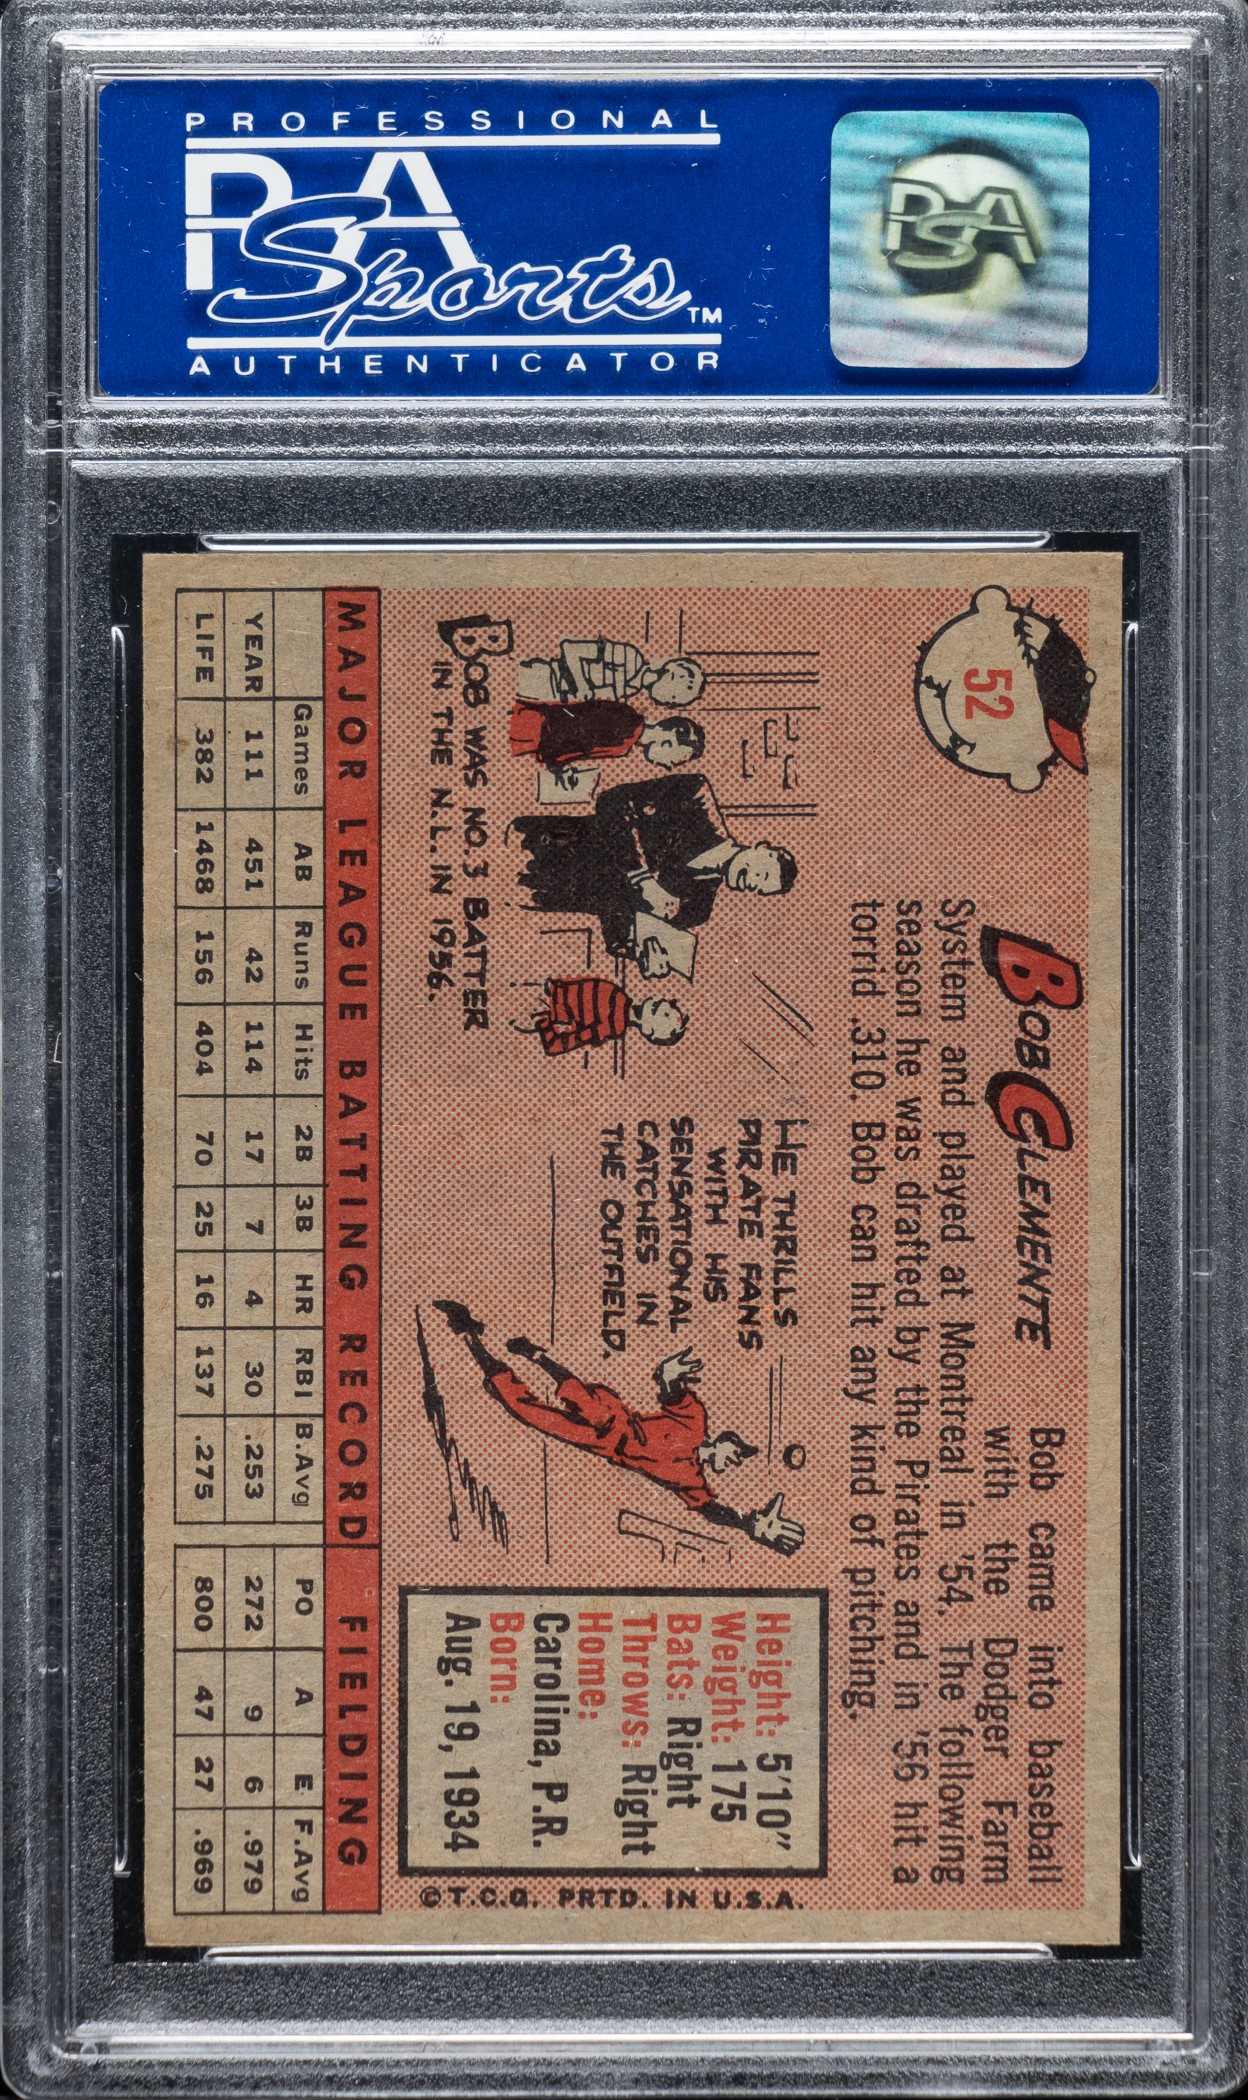 PROFESSIONAL
PSA
Sports™
AUTHENTICATOR
PSA
52
BOB CLEMENTE
Bob came into baseball
with the Dodger Farm
System and played at Montreal in '54. The following
season he was drafted by the Pirates and in '56 hit a
torrid .310. Bob can hit any kind of pitching.
BOB WAS NO. 3 BATTER
IN THE N.L. IN 1956.
HE THRILLS
PIRATE FANS
WITH HIS
SENSATIONAL
CATCHES IN
THE OUTFIELD.
Height: 5'10"
Weight: 175
Bats: Right
Throws: Right
Home:
Carolina, P.R.
Born:
Aug. 19, 1934
©T.C.G. PRTD. IN U.S.A.
MAJOR LEAGUE BATTING RECORD FIELDING
Games AB Runs Hits 2B 3B HR RBI B.Avg PO A E. F.Avg
YEAR 111 451 42 114 17 7 4 30 .253 272 9 6 .979
LIFE 382 1468 156 404 70 25 16 137 .275 800 47 27 .969